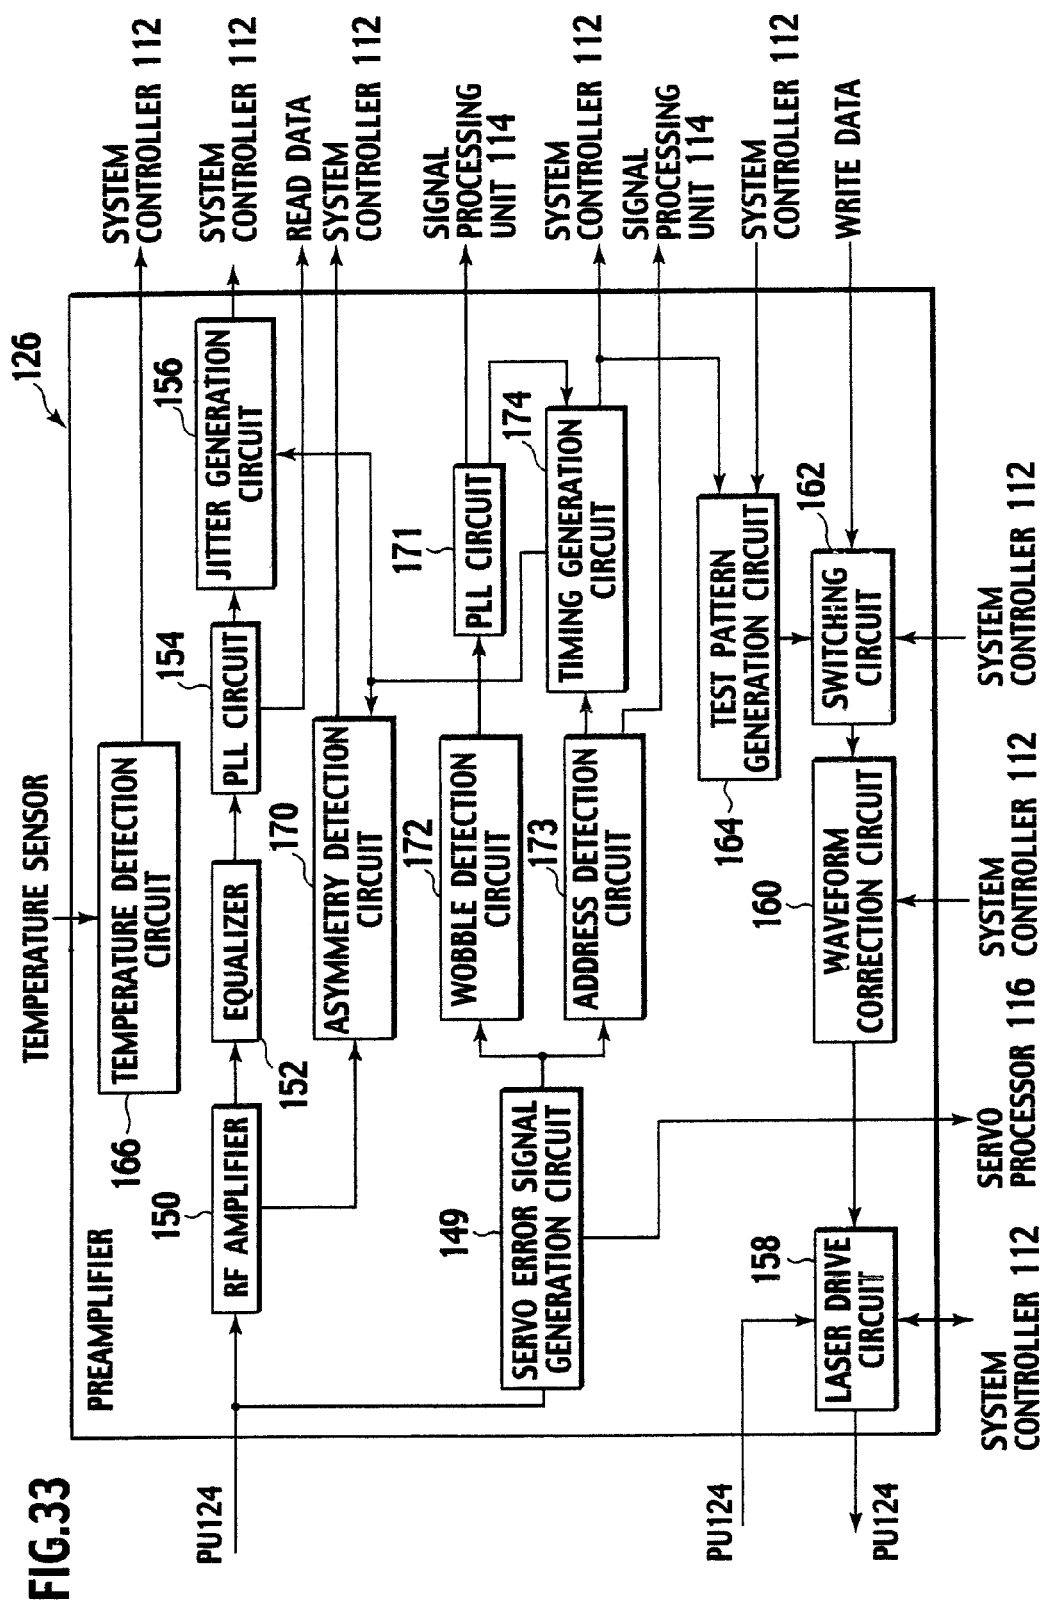 FIG.33
PREAMPLIFIER
126
TEMPERATURE SENSOR
166
TEMPERATURE DETECTION
CIRCUIT
SYSTEM
CONTROLLER 112
PU124
150
RF AMPLIFIER
152
EQUALIZER
154
PLL CIRCUIT
156
JITTER GENERATION
CIRCUIT
SYSTEM
CONTROLLER 112
READ DATA
170
ASYMMETRY DETECTION
CIRCUIT
SYSTEM
CONTROLLER 112
149
SERVO ERROR SIGNAL
GENERATION CIRCUIT
172
WOBBLE DETECTION
CIRCUIT
171
PLL CIRCUIT
SIGNAL
PROCESSING
UNIT 114
173
ADDRESS DETECTION
CIRCUIT
174
TIMING GENERATION
CIRCUIT
SYSTEM
CONTROLLER 112
SIGNAL
PROCESSING
UNIT 114
164
TEST PATTERN
GENERATION CIRCUIT
SYSTEM
CONTROLLER 112
PU124
158
LASER DRIVE
CIRCUIT
160
WAVEFORM
CORRECTION CIRCUIT
162
SWITCHING
CIRCUIT
WRITE DATA
PU124
SYSTEM
CONTROLLER 112
SERVO
PROCESSOR 116
SYSTEM
CONTROLLER 112
SYSTEM
CONTROLLER 112